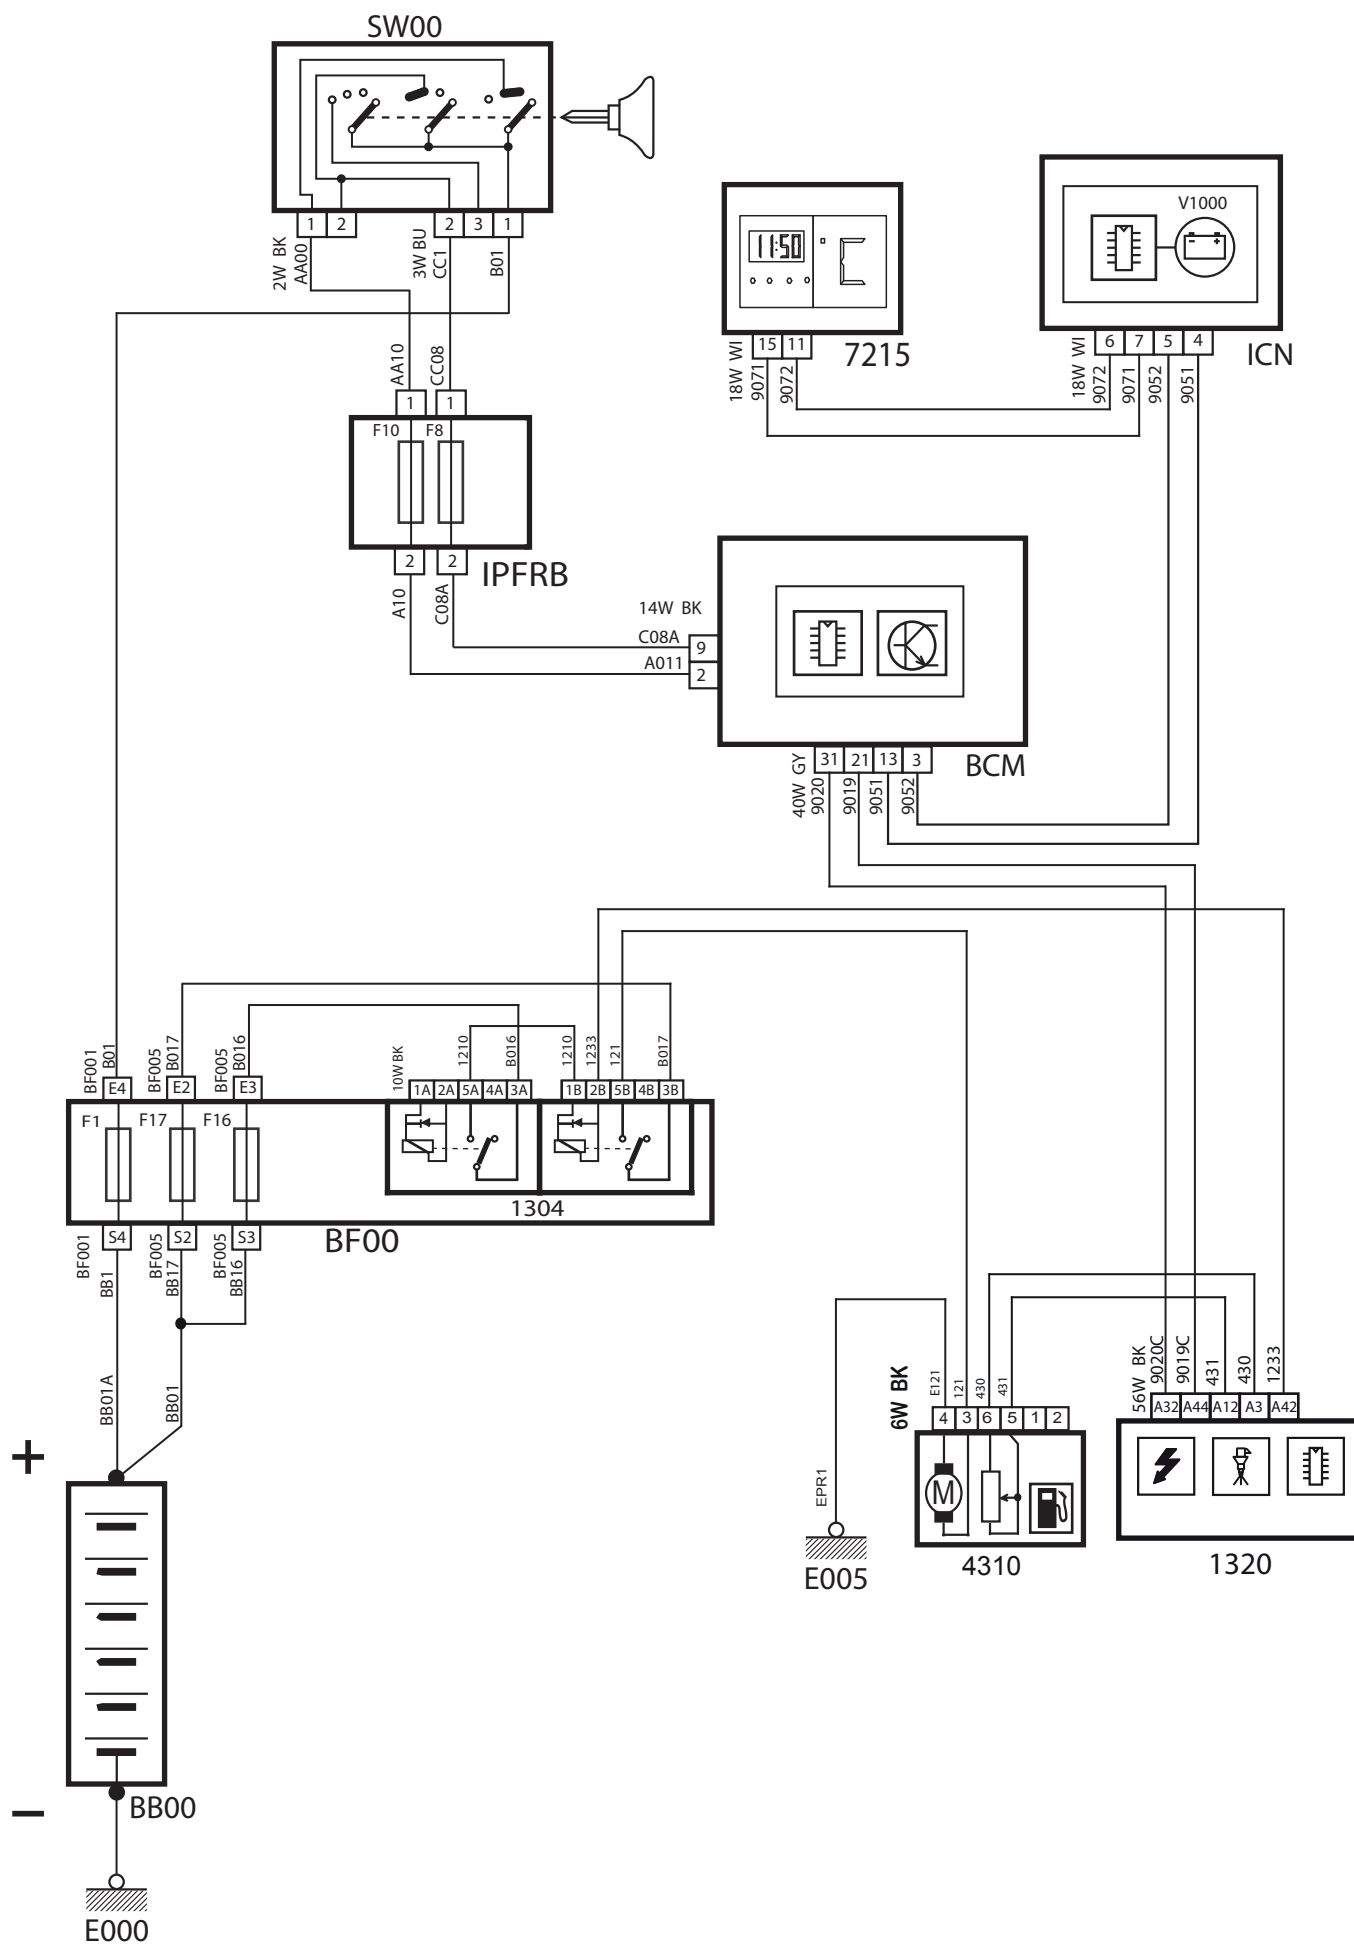 SW00
1 2 2 3 1
2W BK
AA00
3W BU
CC1
B01
V1000
11:50
15 11
7215
18W WI
9071
9072
6 7 5 4
ICN
18W WI
9072
9071
9052
9051
AA10
CC08
1 1
F10 F8
2 2
IPFRB
A10
C08A
14W BK
C08A
9
A011
2
31 21 13 3
BCM
40W GY
9020
9019
9051
9052
BF001
B01
BF005
B017
BF005
B016
10W BK
1210
B016
1210
1233
121
B017
E4 E2 E3
1A 2A 5A 4A 3A
1B 2B 5B 4B 3B
F1 F17 F16
1304
S4 S2 S3
BF00
BF001
BB1
BF005
BB17
BF005
BB16
BB01A
BB01
6W BK
E121
121
430
431
4 3 6 5 1 2
M
4310
EPR1
E005
56W BK
9020C
9019C
431
430
1233
A32 A44 A12 A3 A42
1320
+
–
BB00
E000